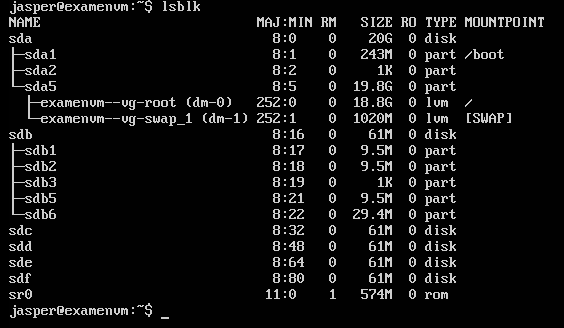 jasper@examenvm:~$ lsblk
NAME                          MAJ:MIN RM   SIZE RO TYPE MOUNTPOINT
sda                             8:0    0    20G  0 disk
├─sda1                          8:1    0   243M  0 part /boot
├─sda2                          8:2    0     1K  0 part
└─sda5                          8:5    0  19.8G  0 part
  ├─examenvm--vg-root (dm-0)   252:0    0  18.8G  0 lvm  /
  └─examenvm--vg-swap_1 (dm-1) 252:1    0  1020M  0 lvm  [SWAP]
sdb                             8:16   0    61M  0 disk
├─sdb1                          8:17   0   9.5M  0 part
├─sdb2                          8:18   0   9.5M  0 part
├─sdb3                          8:19   0     1K  0 part
├─sdb5                          8:21   0   9.5M  0 part
└─sdb6                          8:22   0  29.4M  0 part
sdc                             8:32   0    61M  0 disk
sdd                             8:48   0    61M  0 disk
sde                             8:64   0    61M  0 disk
sdf                             8:80   0    61M  0 disk
sr0                            11:0    1   574M  0 rom
jasper@examenvm:~$ _